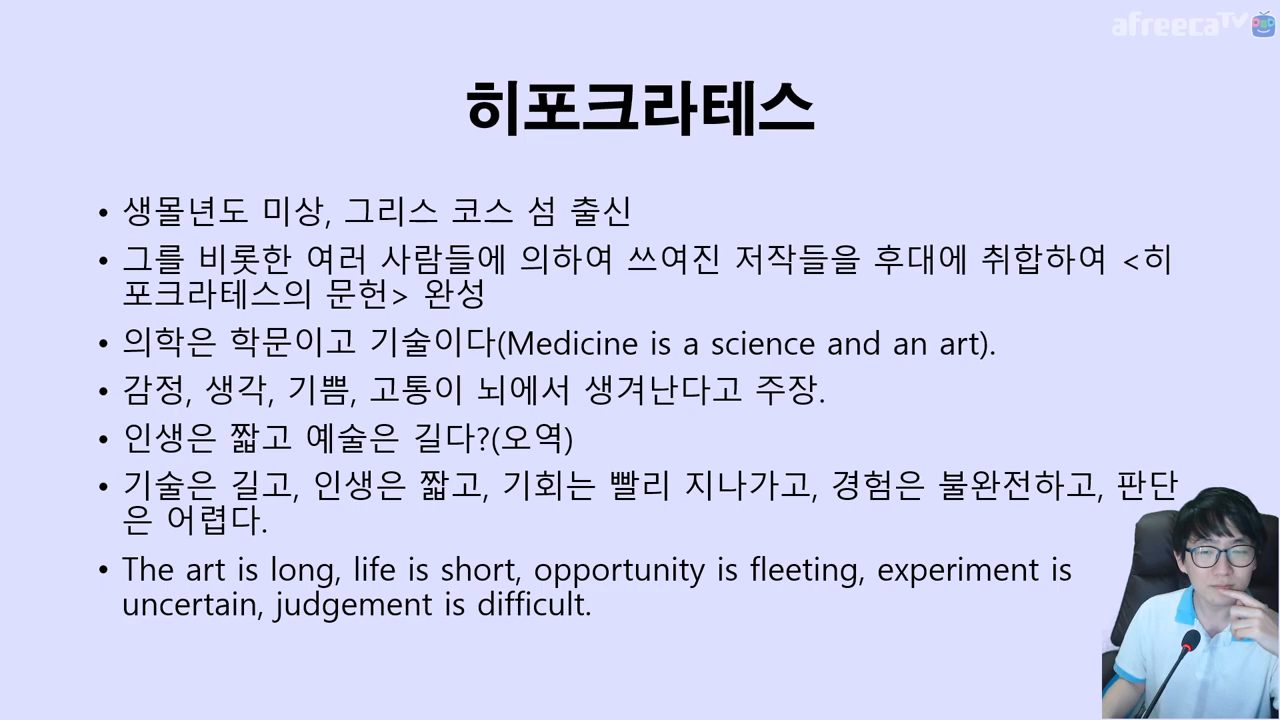 afreecaTV
히포크라테스
• 생몰년도 미상, 그리스 코스 섬 출신
• 그를 비롯한 여러 사람들에 의하여 쓰여진 저작들을 후대에 취합하여 <히
포크라테스의 문헌> 완성
• 의학은 학문이고 기술이다(Medicine is a science and an art).
• 감정, 생각, 기쁨, 고통이 뇌에서 생겨난다고 주장.
• 인생은 짧고 예술은 길다?(오역)
• 기술은 길고, 인생은 짧고, 기회는 빨리 지나가고, 경험은 불완전하고, 판단
은 어렵다.
• The art is long, life is short, opportunity is fleeting, experiment is
uncertain, judgement is difficult.